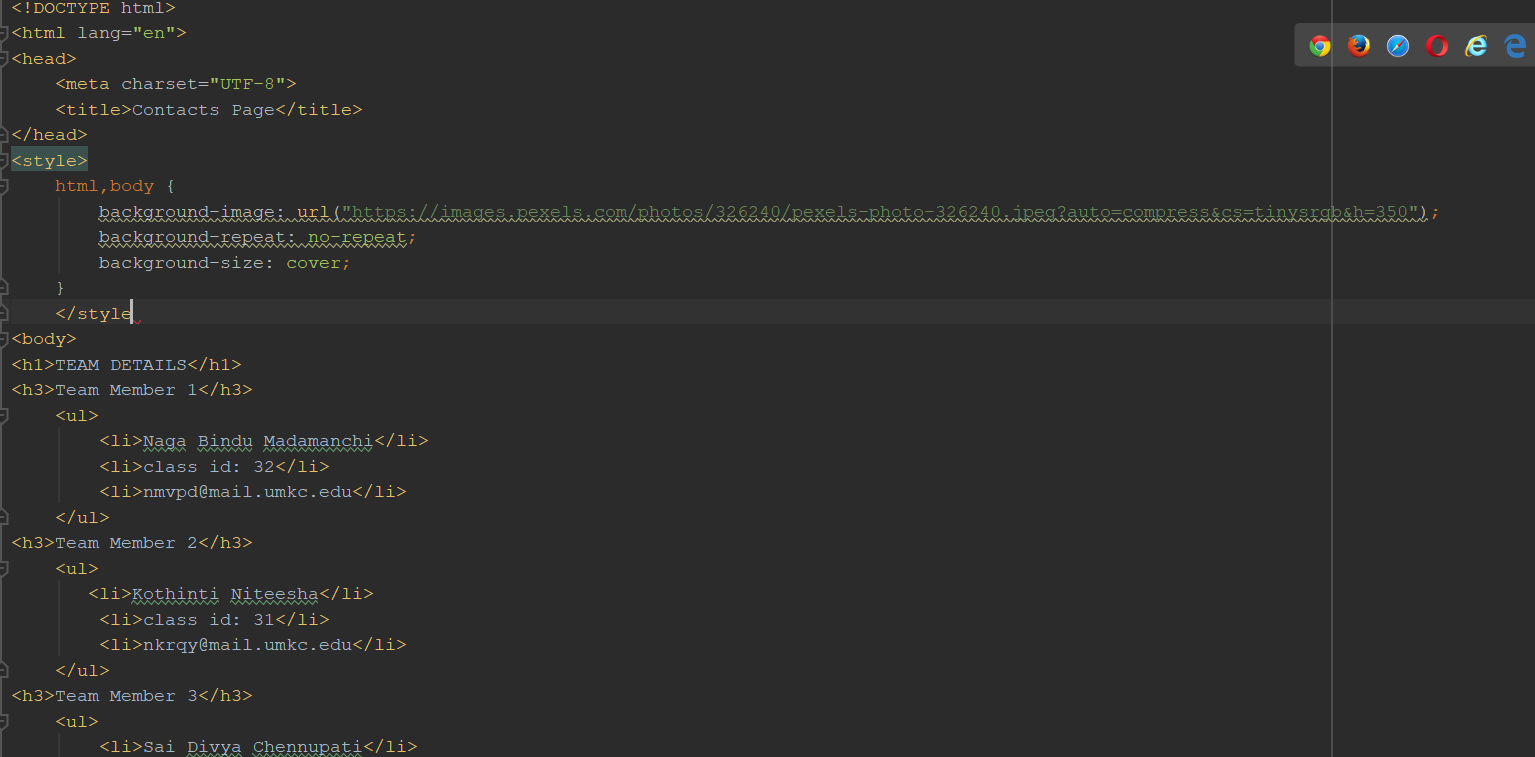 <!DOCTYPE html>
<html lang="en">
<head>
    <meta charset="UTF-8">
    <title>Contacts Page</title>
</head>
<style>
    html,body {
        background-image: url("https://images.pexels.com/photos/326240/pexels-photo-326240.jpeg?auto=compress&cs=tinysrgb&h=350");
        background-repeat: no-repeat;
        background-size: cover;
    }
    </style
<body>
<h1>TEAM DETAILS</h1>
<h3>Team Member 1</h3>
    <ul>
        <li>Naga Bindu Madamanchi</li>
        <li>class id: 32</li>
        <li>nmvpd@mail.umkc.edu</li>
    </ul>
<h3>Team Member 2</h3>
    <ul>
       <li>Kothinti Niteesha</li>
        <li>class id: 31</li>
        <li>nkrqy@mail.umkc.edu</li>
    </ul>
<h3>Team Member 3</h3>
    <ul>
        <li>Sai Divya Chennupati</li>